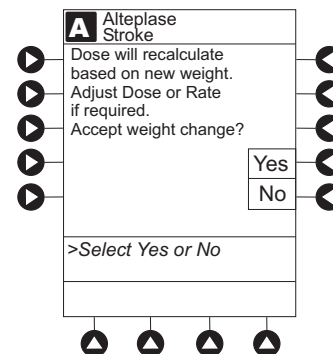 A Alteplase
Stroke
Dose will recalculate
based on new weight.
Adjust Dose or Rate
if required.
Accept weight change?
Yes
No
>Select Yes or No